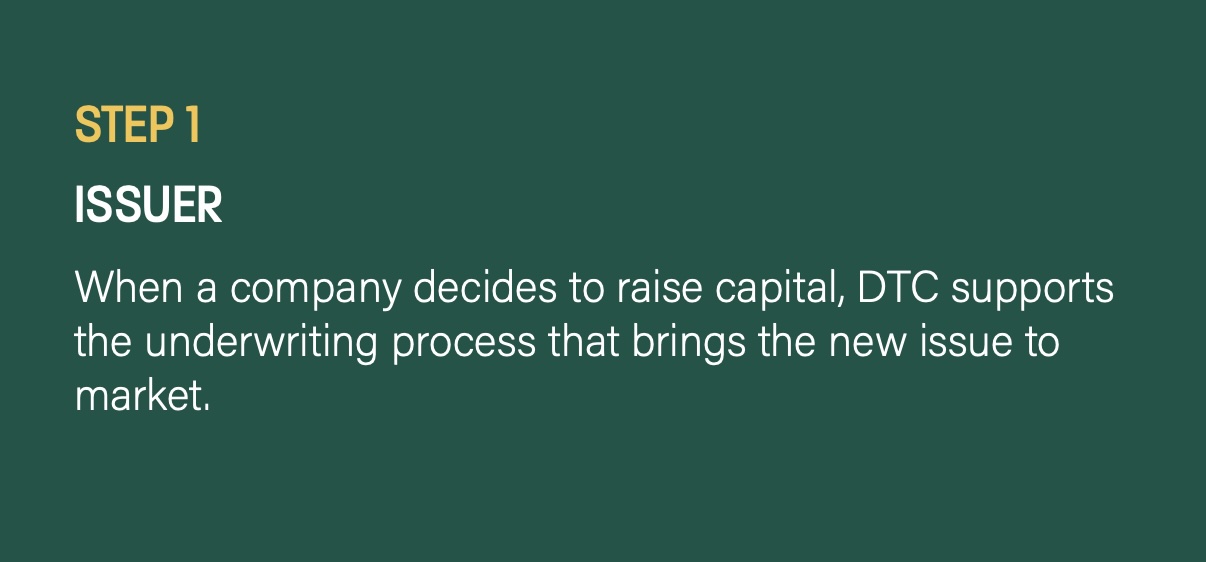 STEP 1
ISSUER
When a company decides to raise capital, DTC supports
the underwriting process that brings the new issue to
market.